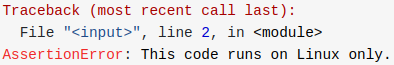 Traceback (most recent call last):
  File "<input>", line 2, in <module>
AssertionError: This code runs on Linux only.